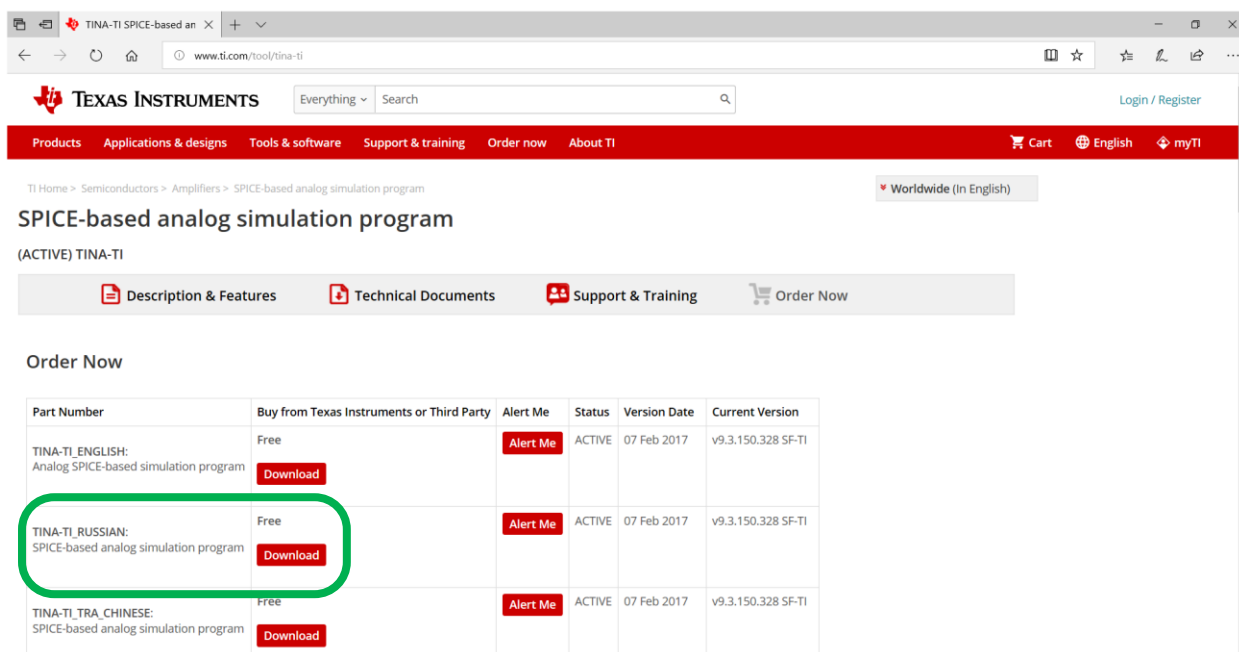 TINA-TI SPICE-based an
www.ti.com/tool/tina-ti
TEXAS INSTRUMENTS
Everything
Search
Login / Register
Products Applications & designs Tools & software Support & training Order now About TI Cart English myTI
TI Home > Semiconductors > Amplifiers > SPICE-based analog simulation program
Worldwide (In English)
SPICE-based analog simulation program
(ACTIVE) TINA-TI
Description & Features Technical Documents Support & Training Order Now
Order Now
Part Number Buy from Texas Instruments or Third Party Alert Me Status Version Date Current Version
TINA-TI_ENGLISH:
Analog SPICE-based simulation program
Free
Download
Alert Me
ACTIVE 07 Feb 2017 v9.3.150.328 SF-TI
TINA-TI_RUSSIAN:
SPICE-based analog simulation program
Free
Download
Alert Me
ACTIVE 07 Feb 2017 v9.3.150.328 SF-TI
TINA-TI_TRA_CHINESE:
SPICE-based analog simulation program
Free
Download
Alert Me
ACTIVE 07 Feb 2017 v9.3.150.328 SF-TI